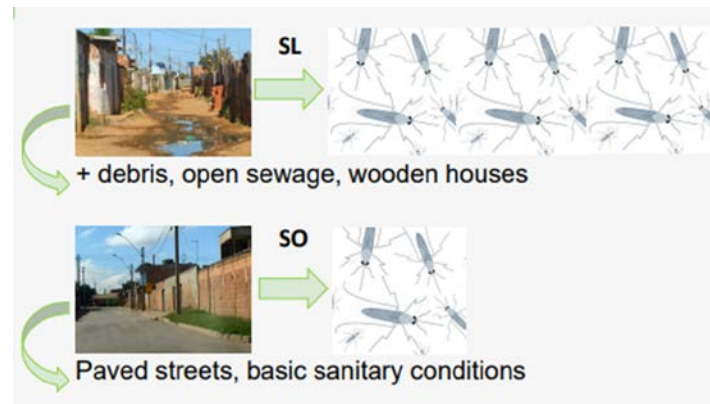 SL
+ debris, open sewage, wooden houses
SO
Paved streets, basic sanitary conditions